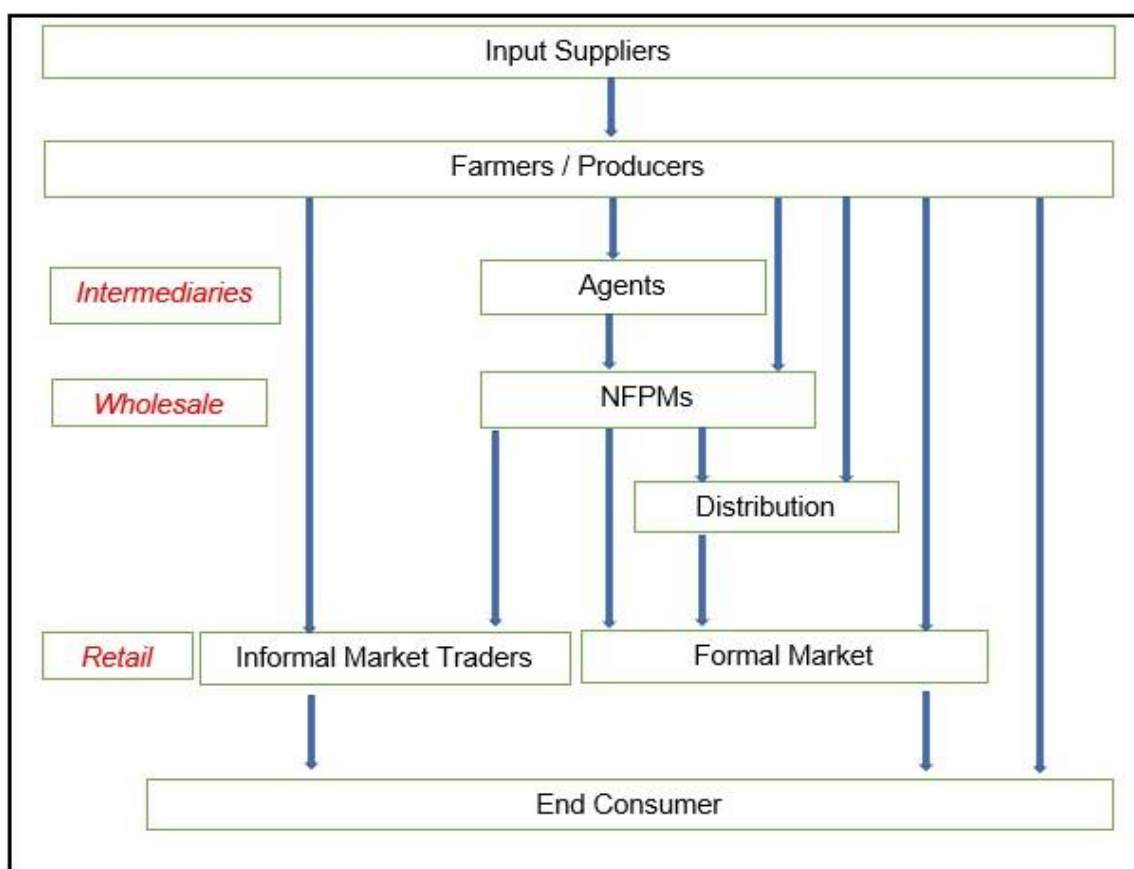 Input Suppliers
Farmers / Producers
Intermediaries
Agents
Wholesale
NFPMs
Distribution
Retail
Informal Market Traders
Formal Market
End Consumer